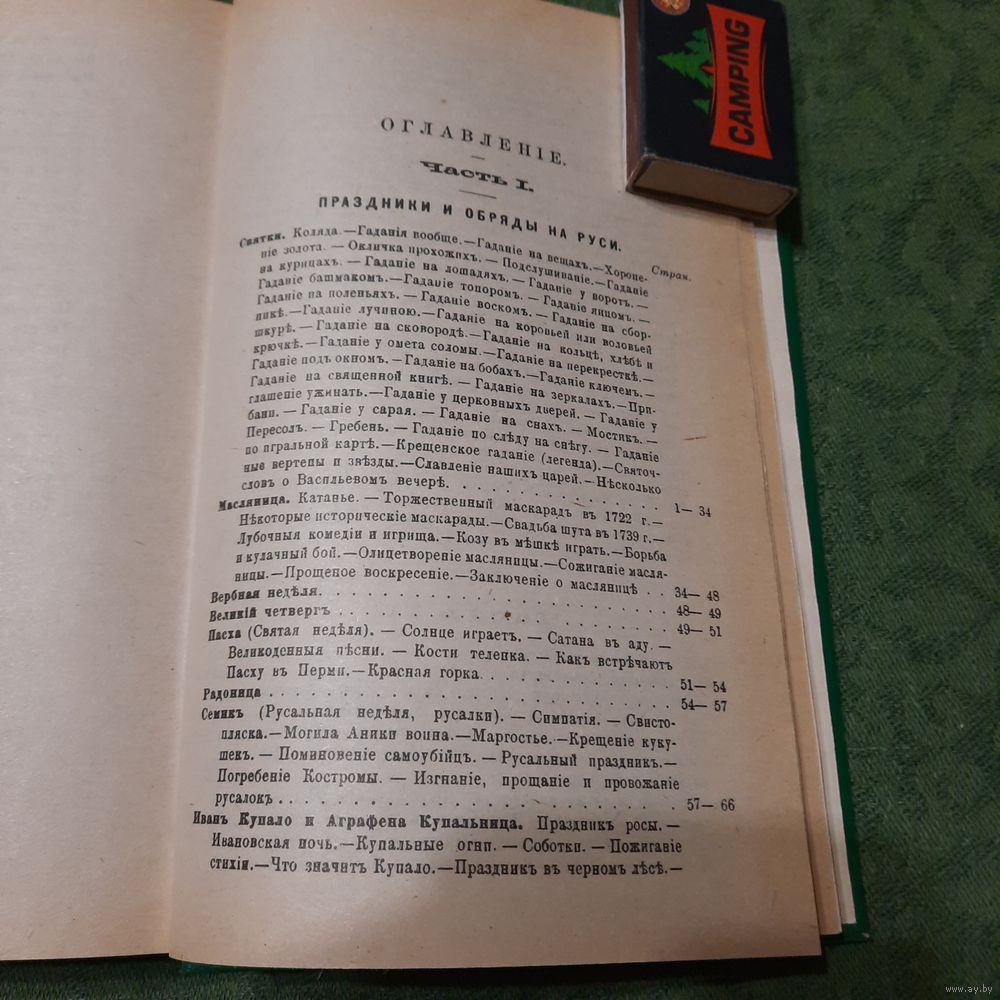 CAMPING
ОГЛАВЛЕНІЕ.
Часть I.
ПРАЗДНИКИ И ОБРЯДЫ НА РУСИ.
Стран.
Святки. Коляда.—Гаданія вообще.—Гаданіе на вещахъ.—Хороне-
ніе золота. — Окличка прохожихъ. — Подслушиваніе.—Гаданіе
на курицахъ. — Гаданіе на лошадяхъ. — Гаданіе у воротъ. —
Гаданіе башмакомъ.—Гаданіе топоромъ. — Гаданіе яицомъ. —
Гаданіе на поленьяхъ. — Гаданіе воскомъ. — Гаданіе на сбор-
никѣ.—Гаданіе лучиною.—Гаданіе на коровьей или воловьей
шкурѣ. — Гаданіе на сковородѣ.—Гаданіе на кольцѣ, хлѣбѣ и
крючкѣ.—Гаданіе у омета соломы.—Гаданіе на перекресткѣ.—
Гаданіе подъ окномъ. — Гаданіе на бобахъ.—Гаданіе ключемъ.—
Гаданіе на священной книгѣ. — Гаданіе на зеркалахъ.—При-
глашеніе ужинать.—Гаданіе у церковныхъ дверей. — Гаданіе у
бани. — Гаданіе у сарая. — Гаданіе на снахъ. — Мостикъ. —
Пересолъ. — Гребень. — Гаданіе по слѣду на снѣгу. — Гаданіе
по игральной картѣ.—Крещенское гаданіе (легенда).—Святоч-
ные вертепы и звѣзды.—Славленіе нашихъ царей.—Нѣсколько
словъ о Васильевомъ вечерѣ. . . . . . . . . . . . . . . 1— 34
Масляница. Катанье. — Торжественный маскарадъ въ 1722 г.—
Нѣкоторые историческіе маскарады.—Свадьба шута въ 1739 г.—
Лубочныя комедіи и игрища.—Козу въ мѣшкѣ играть.—Борьба
и кулачный бой.—Олицетвореніе масляницы.—Сожиганіе масля-
ницы.—Прощеное воскресеніе.—Заключеніе о масляницѣ . . 34— 48
Вербная недѣля. . . . . . . . . . . . . . . . . . . . . 48— 49
Великій четвергъ . . . . . . . . . . . . . . . . . . . . 49— 51
Пасха (Святая недѣля). — Солнце играетъ. — Сатана въ аду. —
Великоденныя пѣсни. — Кости теленка. — Какъ встрѣчаютъ
Пасху въ Перми.—Красная горка. . . . . . . . . . . . . 51— 54
Радоница . . . . . . . . . . . . . . . . . . . . . . . . 54— 57
Семикъ (Русальная недѣля, русалки). — Симпатія. — Свисто-
пляска.—Могила Аники воина.—Маргостье.—Крещеніе куку-
шекъ. — Поминовеніе самоубійцъ. — Русальный праздникъ.—
Погребеніе Костромы. — Изгнаніе, прощаніе и провожаніе
русалокъ . . . . . . . . . . . . . . . . . . . . . . . . 57— 66
Иванъ Купало и Аграфена Купальница. Праздникъ росы. —
Ивановская ночь.—Купальные огни. — Соботки. — Пожиганіе
стихіи.—Что значитъ Купало.—Праздникъ въ черномъ лѣсѣ.—
www.ay.by